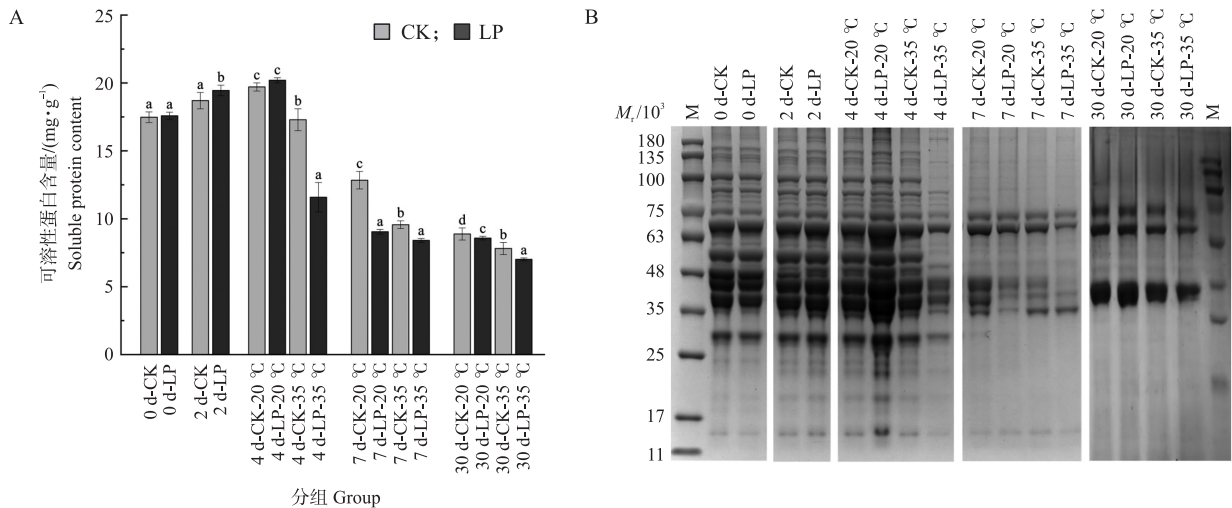 A
CK； LP
可溶性蛋白含量/(mg·g⁻¹)
Soluble protein content
25
20
15
10
5
0
a a a b c c b a c a b a d c b a
0 d-CK
0 d-LP
2 d-CK
2 d-LP
4 d-CK-20 ℃
4 d-LP-20 ℃
4 d-CK-35 ℃
4 d-LP-35 ℃
7 d-CK-20 ℃
7 d-LP-20 ℃
7 d-CK-35 ℃
7 d-LP-35 ℃
30 d-CK-20 ℃
30 d-LP-20 ℃
30 d-CK-35 ℃
30 d-LP-35 ℃
分组 Group
B
Mr/10³
M
0 d-CK
0 d-LP
2 d-CK
2 d-LP
4 d-CK-20 ℃
4 d-LP-20 ℃
4 d-CK-35 ℃
4 d-LP-35 ℃
7 d-CK-20 ℃
7 d-LP-20 ℃
7 d-CK-35 ℃
7 d-LP-35 ℃
30 d-CK-20 ℃
30 d-LP-20 ℃
30 d-CK-35 ℃
30 d-LP-35 ℃
M
180
135
100
75
63
48
35
25
17
11